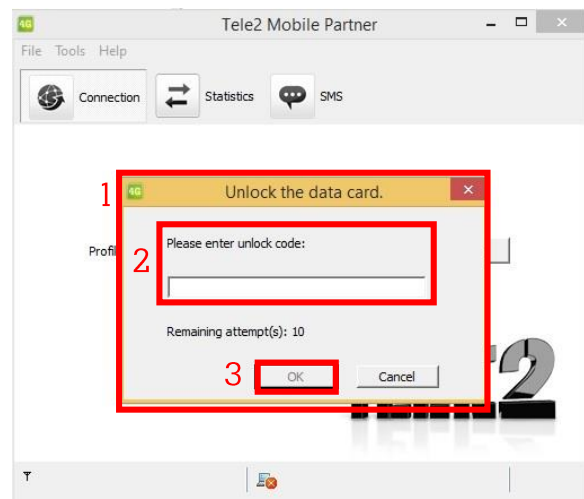 4G Tele2 Mobile Partner
File Tools Help
Connection Statistics SMS
1 4G Unlock the data card.
Profil
2 Please enter unlock code:
Remaining attempt(s): 10
3 OK Cancel